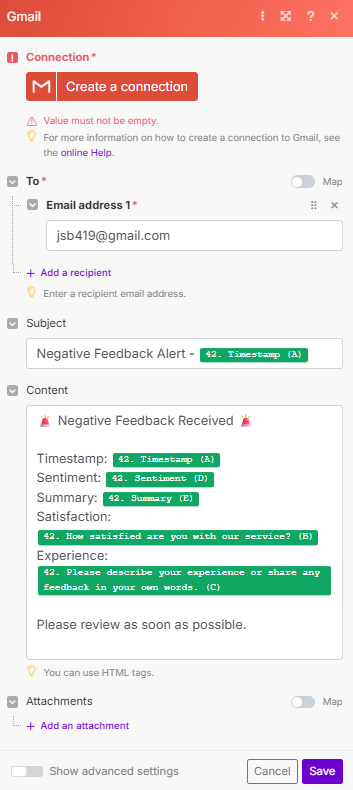 Gmail
Connection*
Create a connection
Value must not be empty.
For more information on how to create a connection to Gmail, see
the online Help.
To*
Map
Email address 1*
jsb419@gmail.com
+ Add a recipient
Enter a recipient email address.
Subject
Negative Feedback Alert - 42. Timestamp (A)
Content
🚨 Negative Feedback Received 🚨
Timestamp: 42. Timestamp (A)
Sentiment: 42. Sentiment (D)
Summary: 42. Summary (E)
Satisfaction:
42. How satisfied are you with our service? (B)
Experience:
42. Please describe your experience or share any
feedback in your own words. (C)
Please review as soon as possible.
You can use HTML tags.
Attachments
Map
+ Add an attachment
Show advanced settings
Cancel
Save